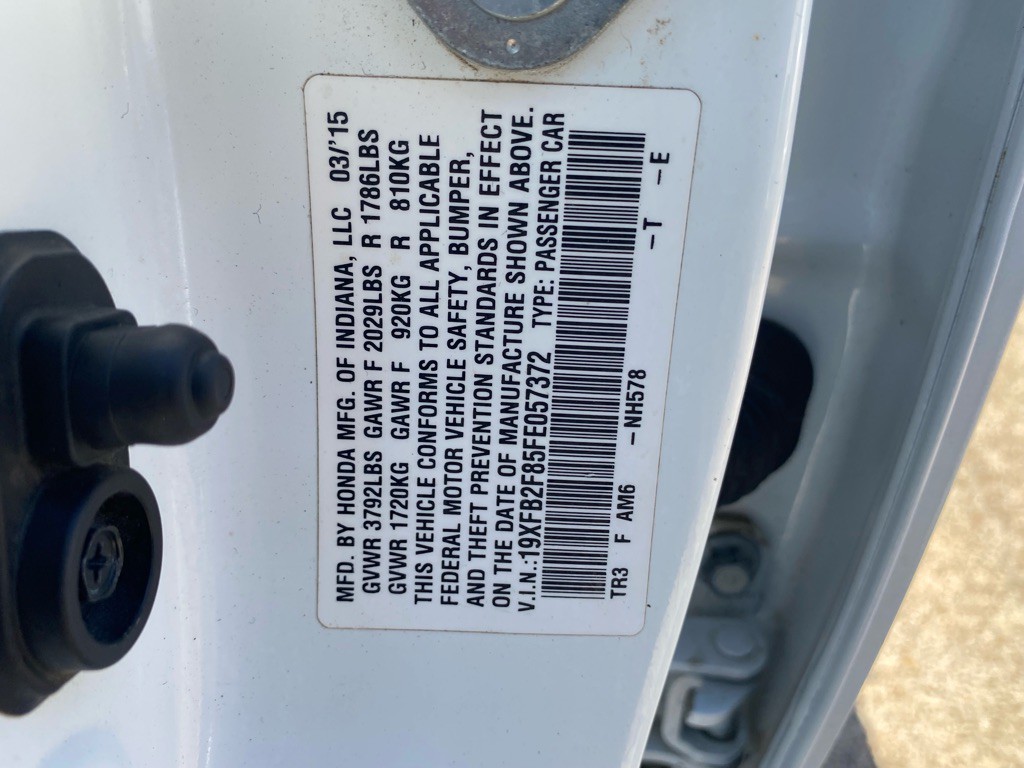 MFD. BY HONDA MFG. OF INDIANA, LLC 03/'15
GVWR 3792LBS GAWR F 2029LBS R 1786LBS
GVWR 1720KG GAWR F 920KG R 810KG
THIS VEHICLE CONFORMS TO ALL APPLICABLE
FEDERAL MOTOR VEHICLE SAFETY, BUMPER,
AND THEFT PREVENTION STANDARDS IN EFFECT
ON THE DATE OF MANUFACTURE SHOWN ABOVE.
V.I.N.:19XFB2F85FE057372 TYPE: PASSENGER CAR
TR3 F AM6 -NH578 -T -E